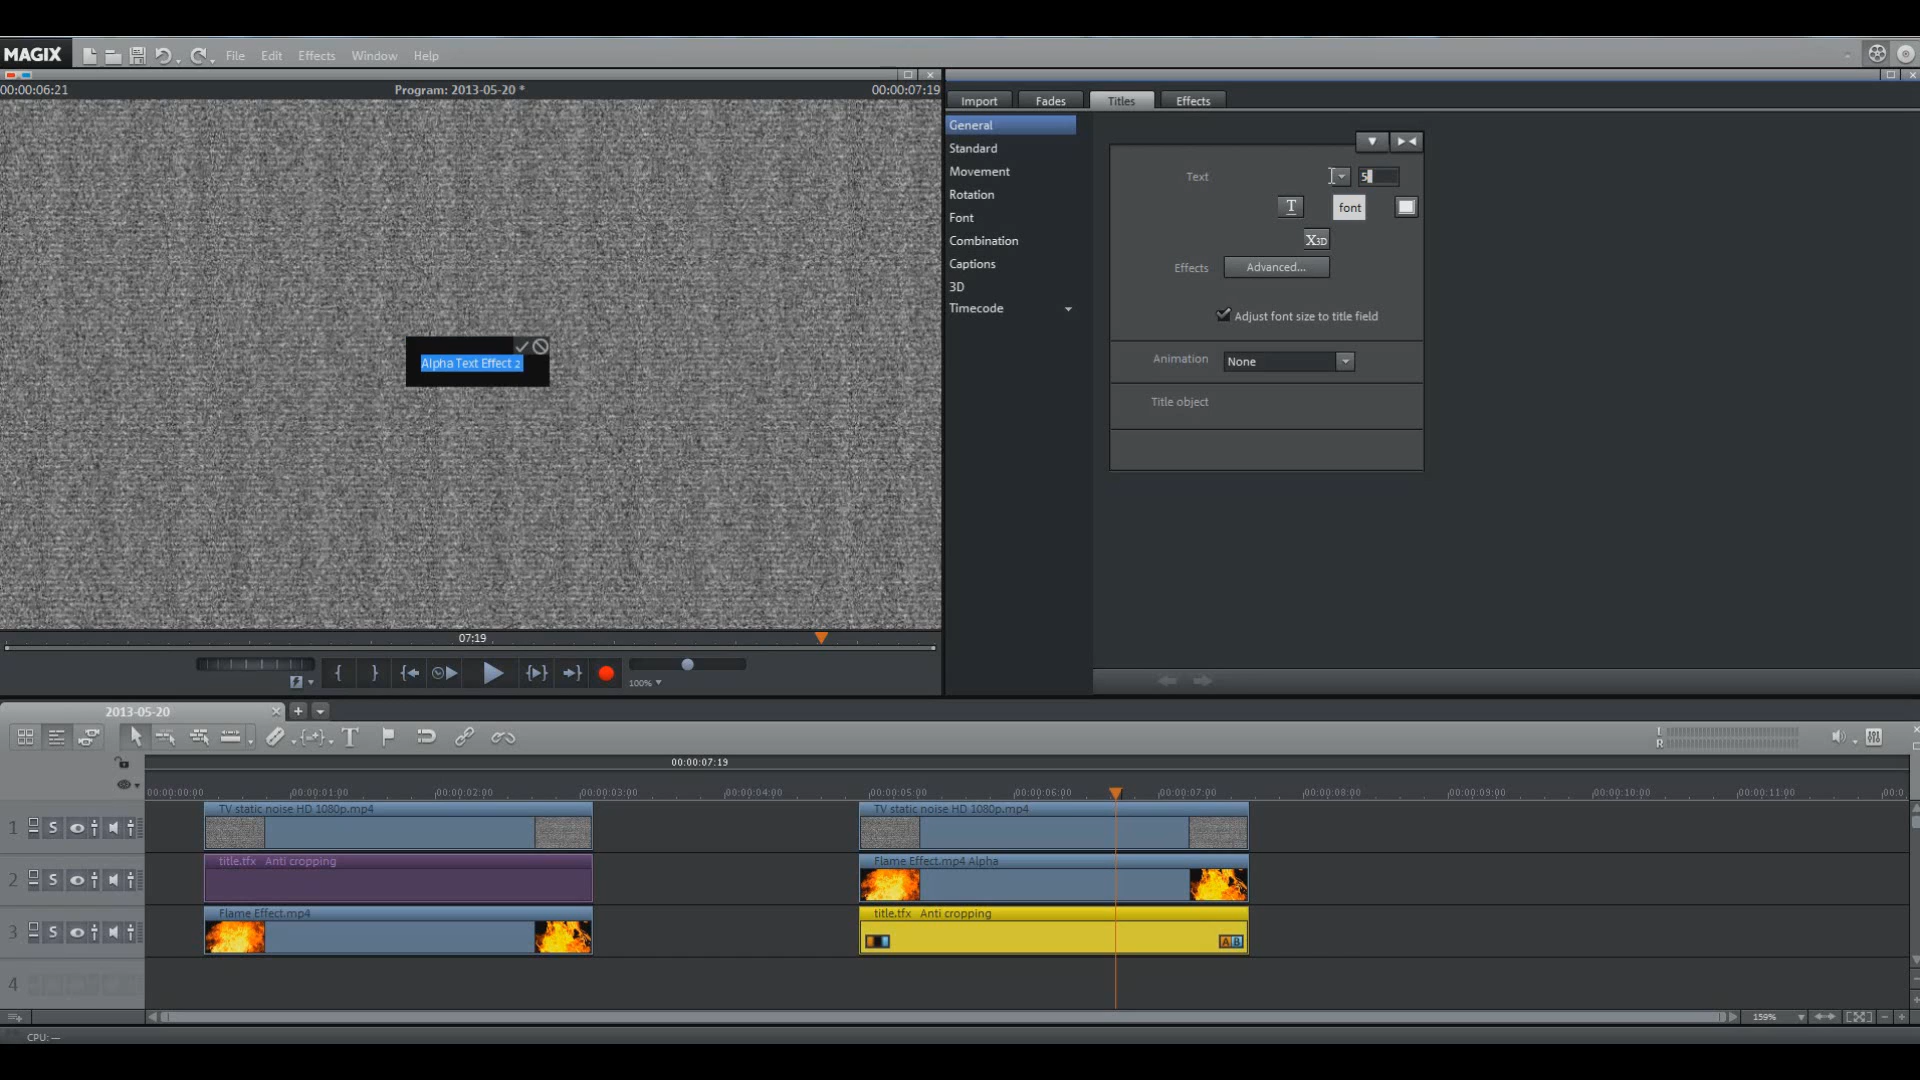 MAGIX File Edit Effects Window Help
00:00:06:21 Program: 2013-05-20 * 00:00:07:19
Import Fades Titles Effects
General
Standard
Movement
Rotation
Font
Combination
Captions
3D
Timecode
Text 5
T font
X3D
Effects Advanced...
Adjust font size to title field
Animation None
Title object
Alpha Text Effect 2
07:19
100%
2013-05-20
T
L
R
00:00:07:19
00:00:00:00 00:00:01:00 00:00:02:00 00:00:03:00 00:00:04:00 00:00:05:00 00:00:06:00 00:00:07:00 00:00:08:00 00:00:09:00 00:00:10:00 00:00:11:00 00:0
1 S TV static noise HD 1080p.mp4 TV static noise HD 1080p.mp4
2 S title.tfx Anti cropping Flame Effect.mp4 Alpha
3 S Flame Effect.mp4 title.tfx Anti cropping
A B
4
159%
CPU: —